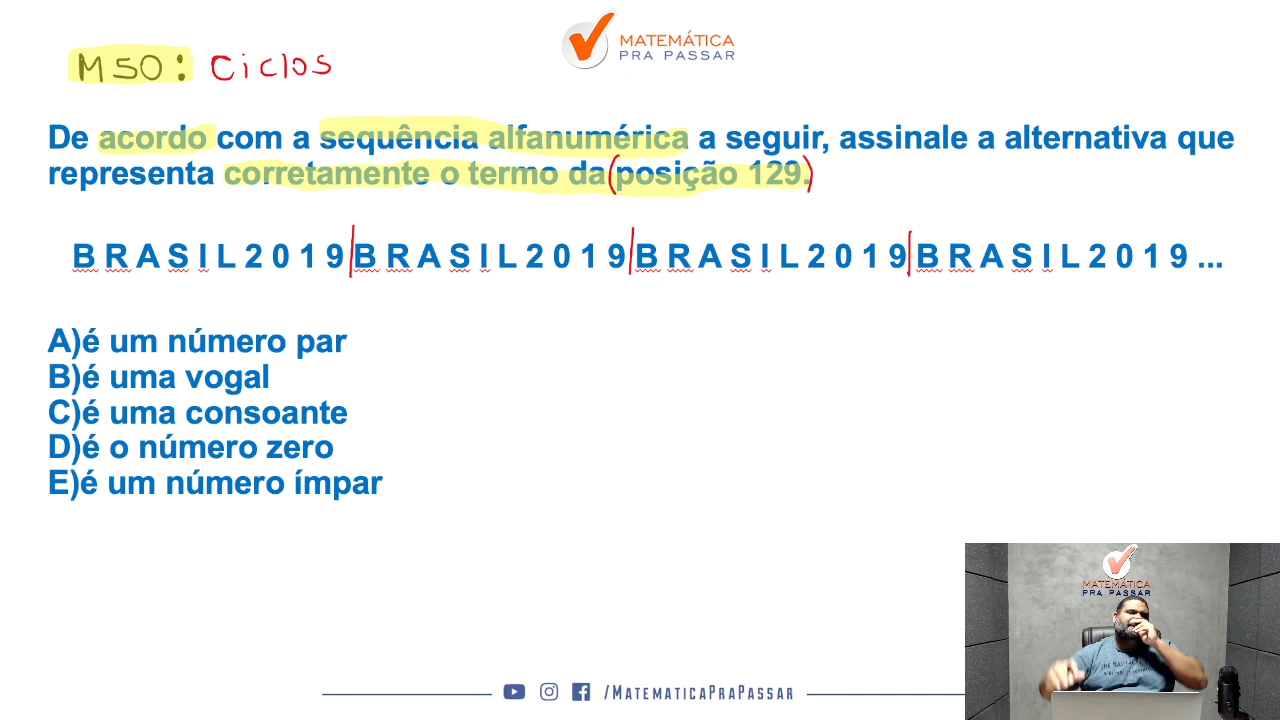 MATEMÁTICA
PRA PASSAR
M50: Ciclos
De acordo com a sequência alfanumérica a seguir, assinale a alternativa que
representa corretamente o termo da (posição 129.)
B R A S I L 2 0 1 9 | B R A S I L 2 0 1 9 | B R A S I L 2 0 1 9 | B R A S I L 2 0 1 9 ...
A)é um número par
B)é uma vogal
C)é uma consoante
D)é o número zero
E)é um número ímpar
MATEMÁTICA
PRA PASSAR
/MATEMATICAPRAPASSAR